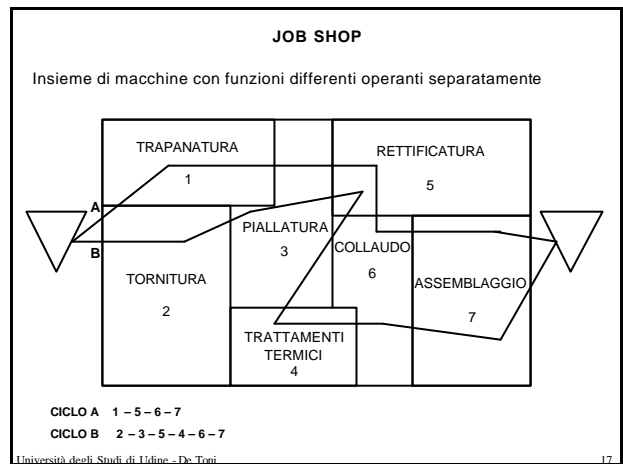 JOB SHOP
Insieme di macchine con funzioni differenti operanti separatamente
TRAPANATURA
1
RETTIFICATURA
5
A
B
PIALLATURA
3
COLLAUDO
6
TORNITURA
2
ASSEMBLAGGIO
7
TRATTAMENTI
TERMICI
4
CICLO A 1 – 5 – 6 – 7
CICLO B 2 – 3 – 5 – 4 – 6 – 7
Università degli Studi di Udine - De Toni
17